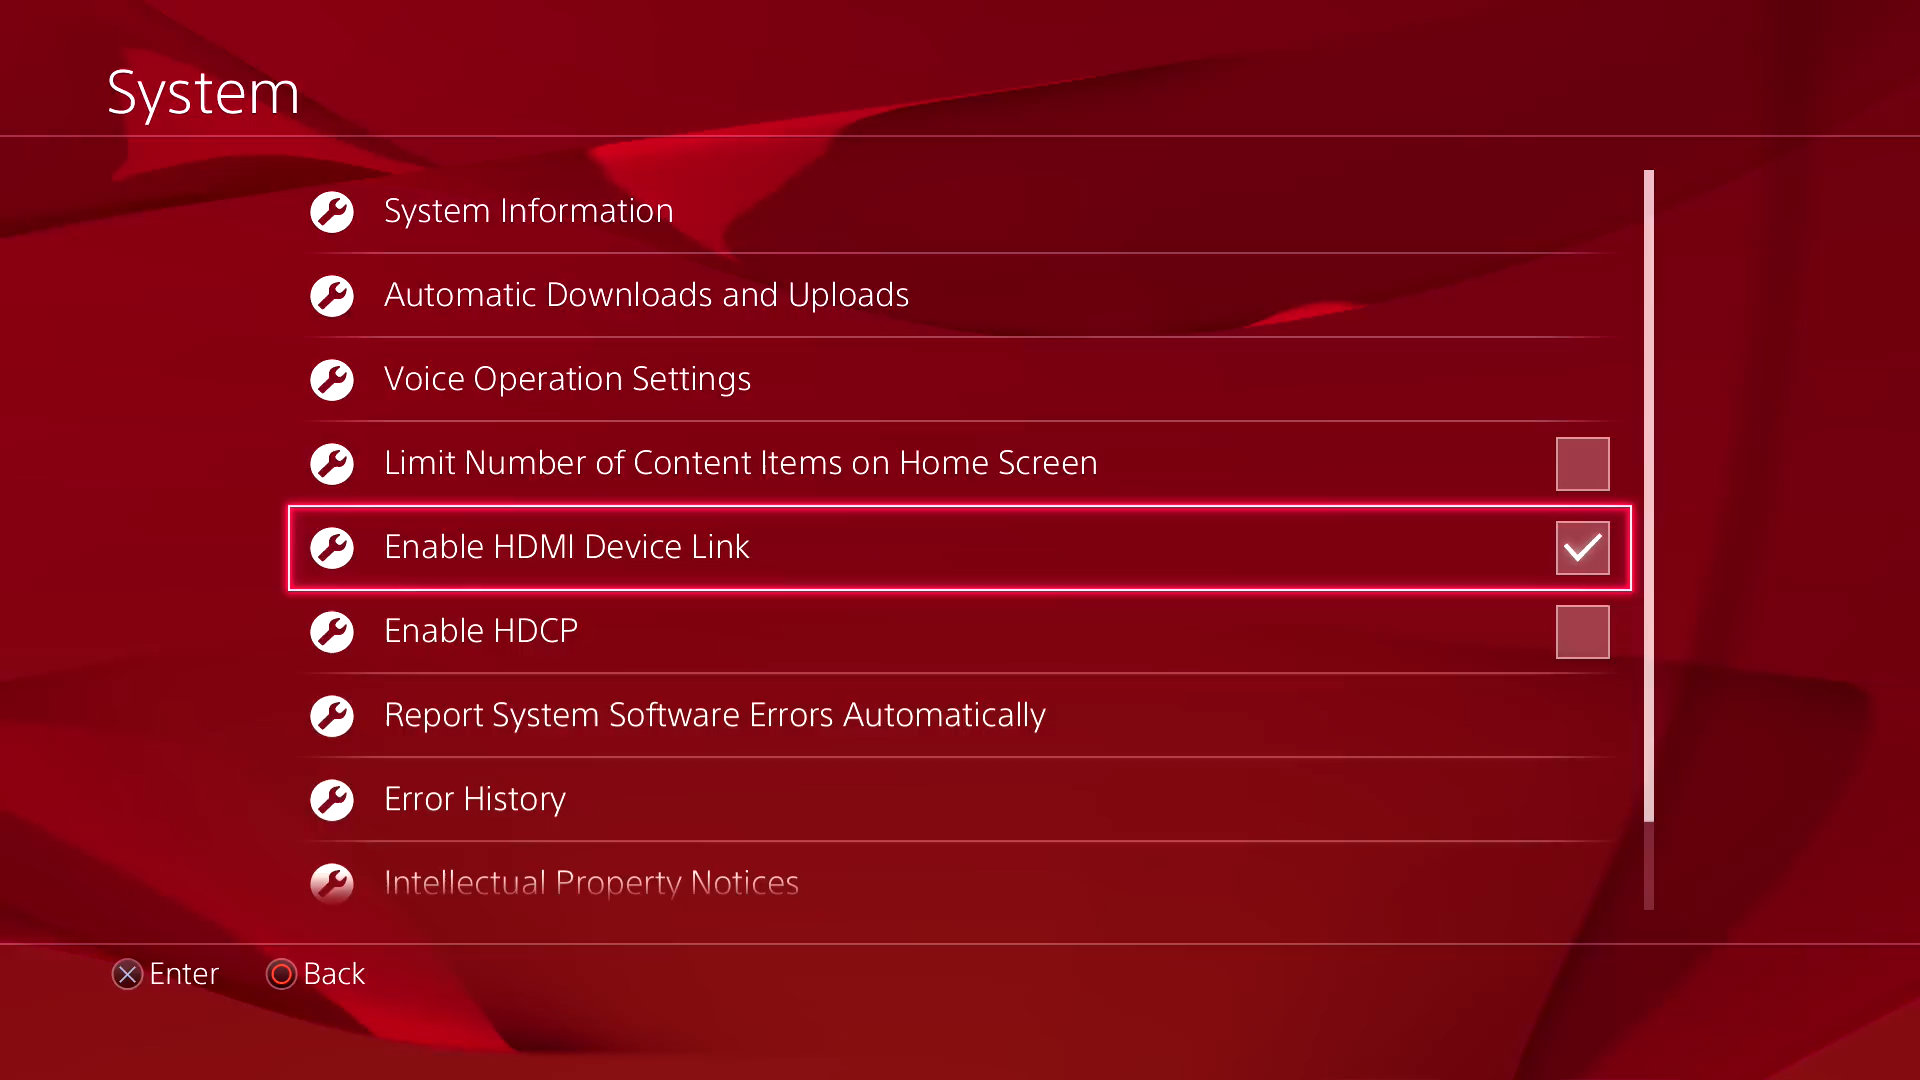 System
System Information
Automatic Downloads and Uploads
Voice Operation Settings
Limit Number of Content Items on Home Screen
Enable HDMI Device Link
Enable HDCP
Report System Software Errors Automatically
Error History
Intellectual Property Notices
Enter Back